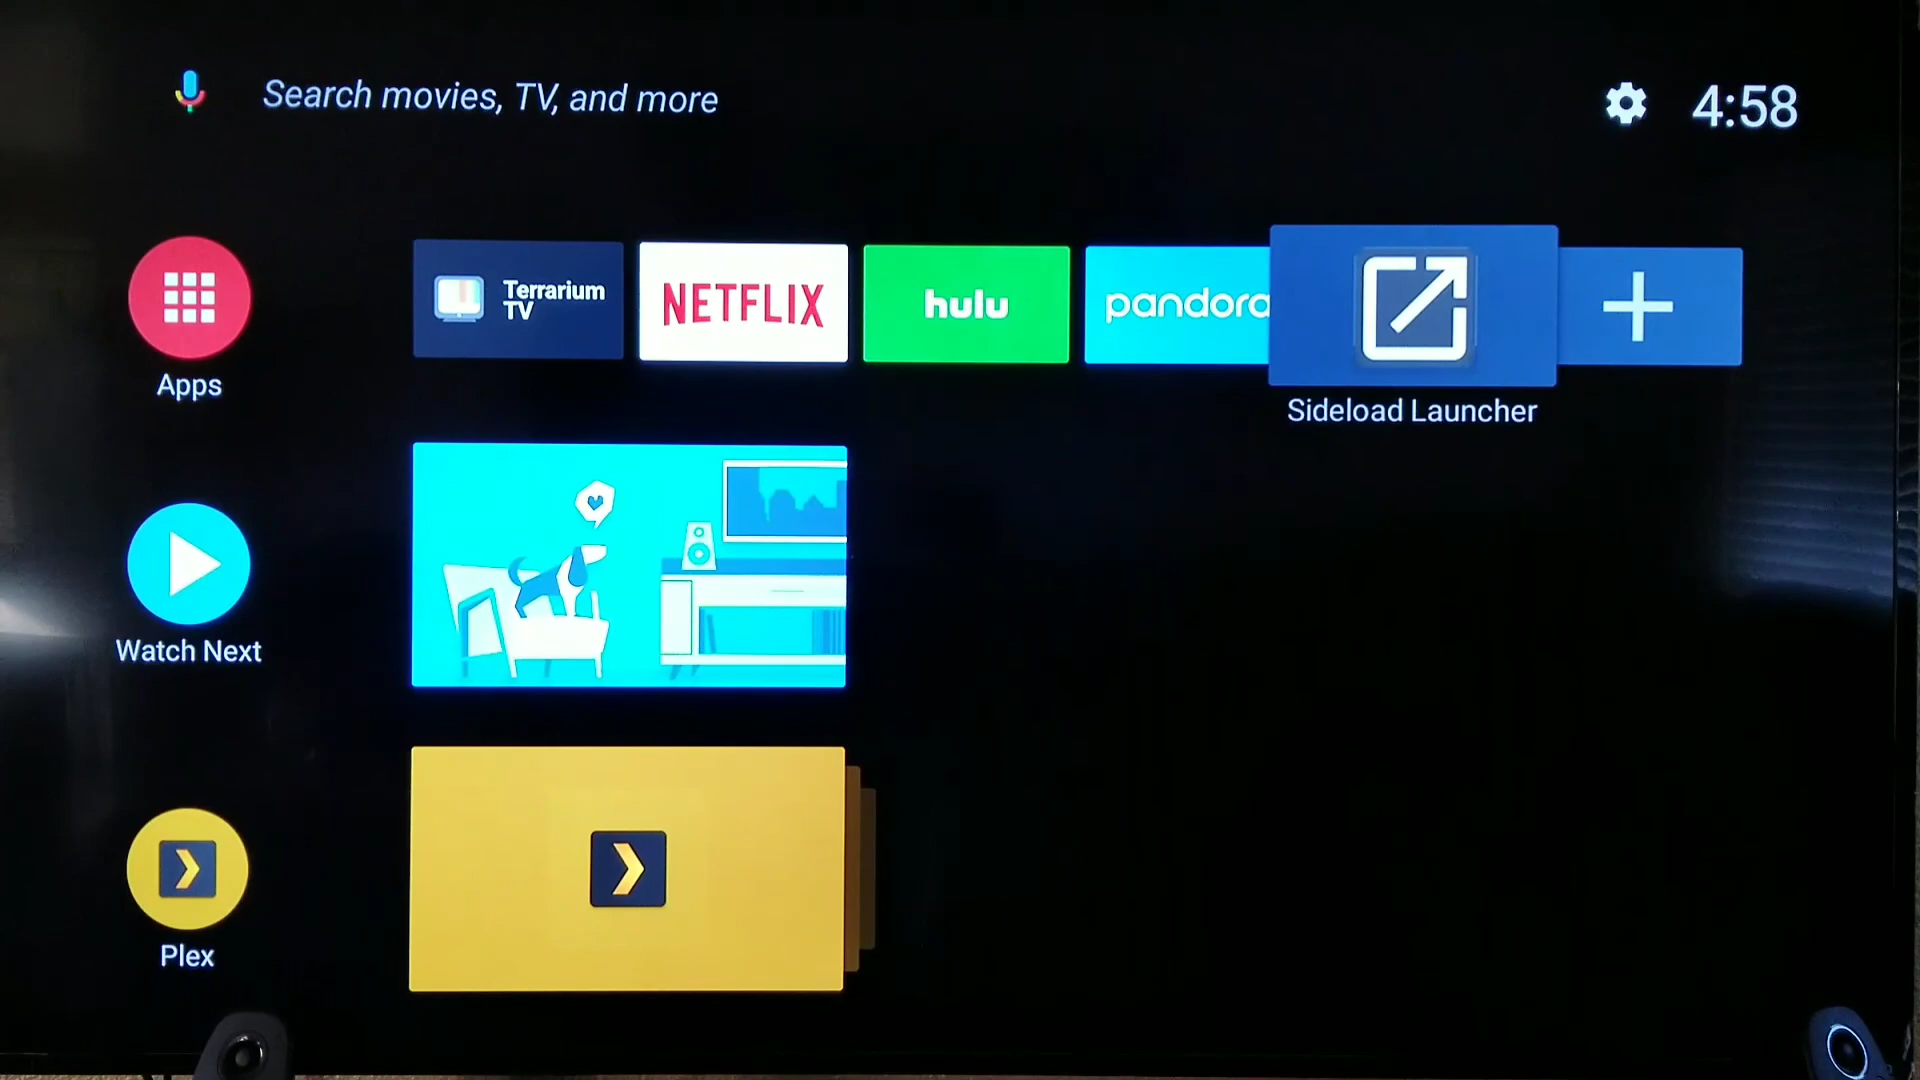 Search movies, TV, and more
4:58
Apps
Terrarium
TV
NETFLIX
hulu
pandora
Sideload Launcher
Watch Next
Plex